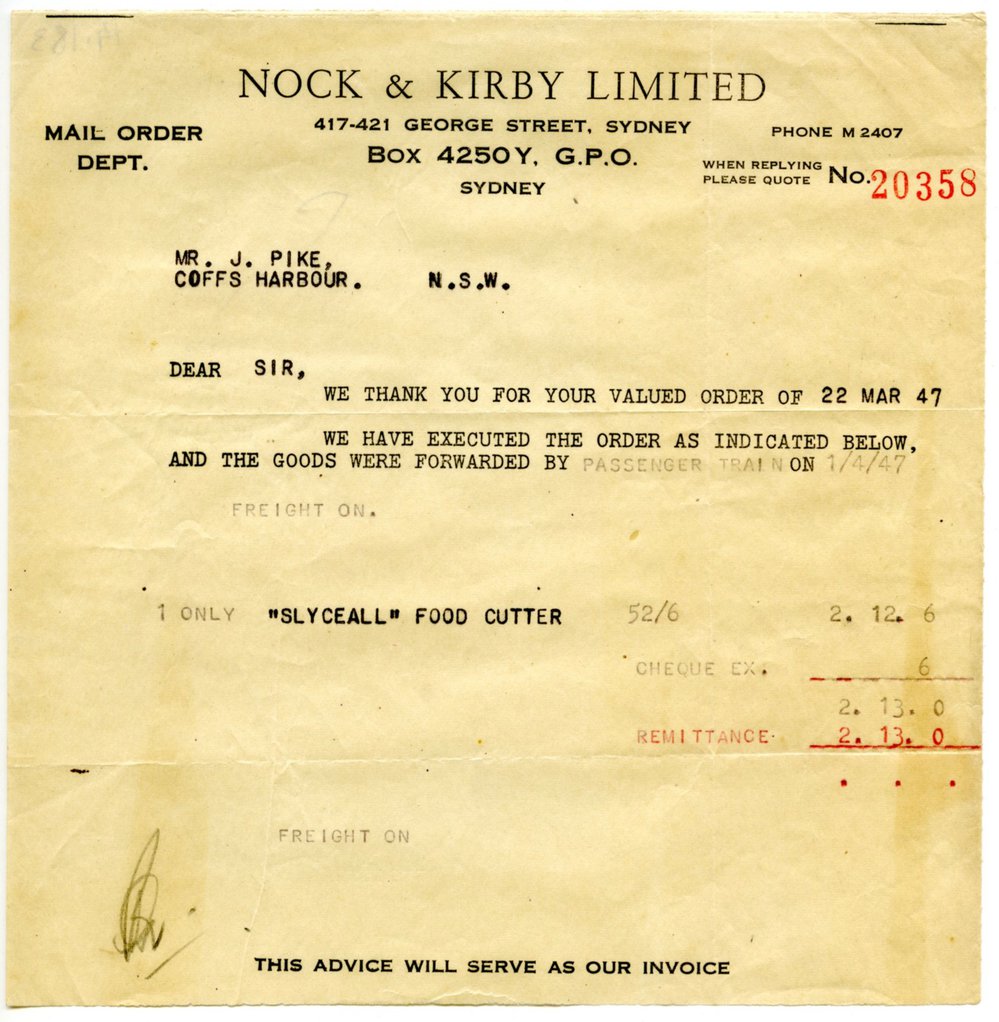 NOCK & KIRBY LIMITED
417-421 GEORGE STREET, SYDNEY
MAIL ORDER
DEPT.
BOX 4250Y, G.P.O.
SYDNEY
PHONE M 2407
WHEN REPLYING
PLEASE QUOTE No. 20358
MR. J. PIKE,
COFFS HARBOUR. N.S.W.
DEAR SIR,
WE THANK YOU FOR YOUR VALUED ORDER OF 22 MAR 47
WE HAVE EXECUTED THE ORDER AS INDICATED BELOW,
AND THE GOODS WERE FORWARDED BY PASSENGER TRAIN ON 1/4/47
FREIGHT ON.
1 ONLY "SLYCEALL" FOOD CUTTER 52/6 2. 12. 6
CHEQUE EX. 6
2. 13. 0
REMITTANCE 2. 13. 0
. . .
FREIGHT ON
THIS ADVICE WILL SERVE AS OUR INVOICE